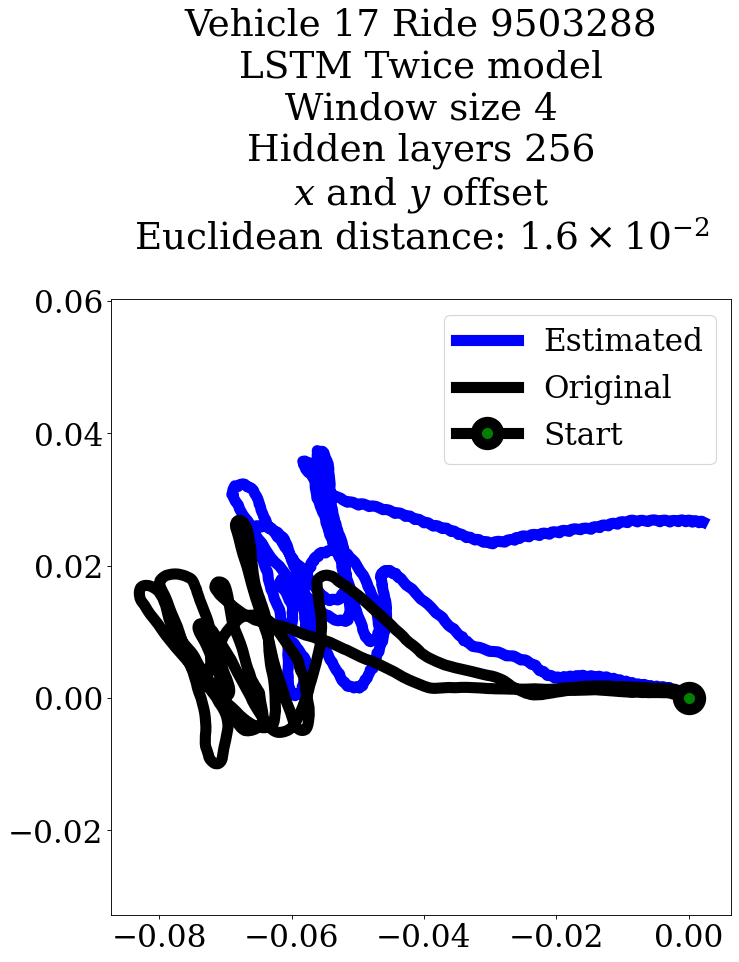 Vehicle 17 Ride 9503288
LSTM Twice model
Window size 4
Hidden layers 256
x and y offset
Euclidean distance: 1.6 × 10⁻²
0.06
0.04
0.02
0.00
−0.02
Estimated
Original
Start
−0.08 −0.06 −0.04 −0.02 0.00